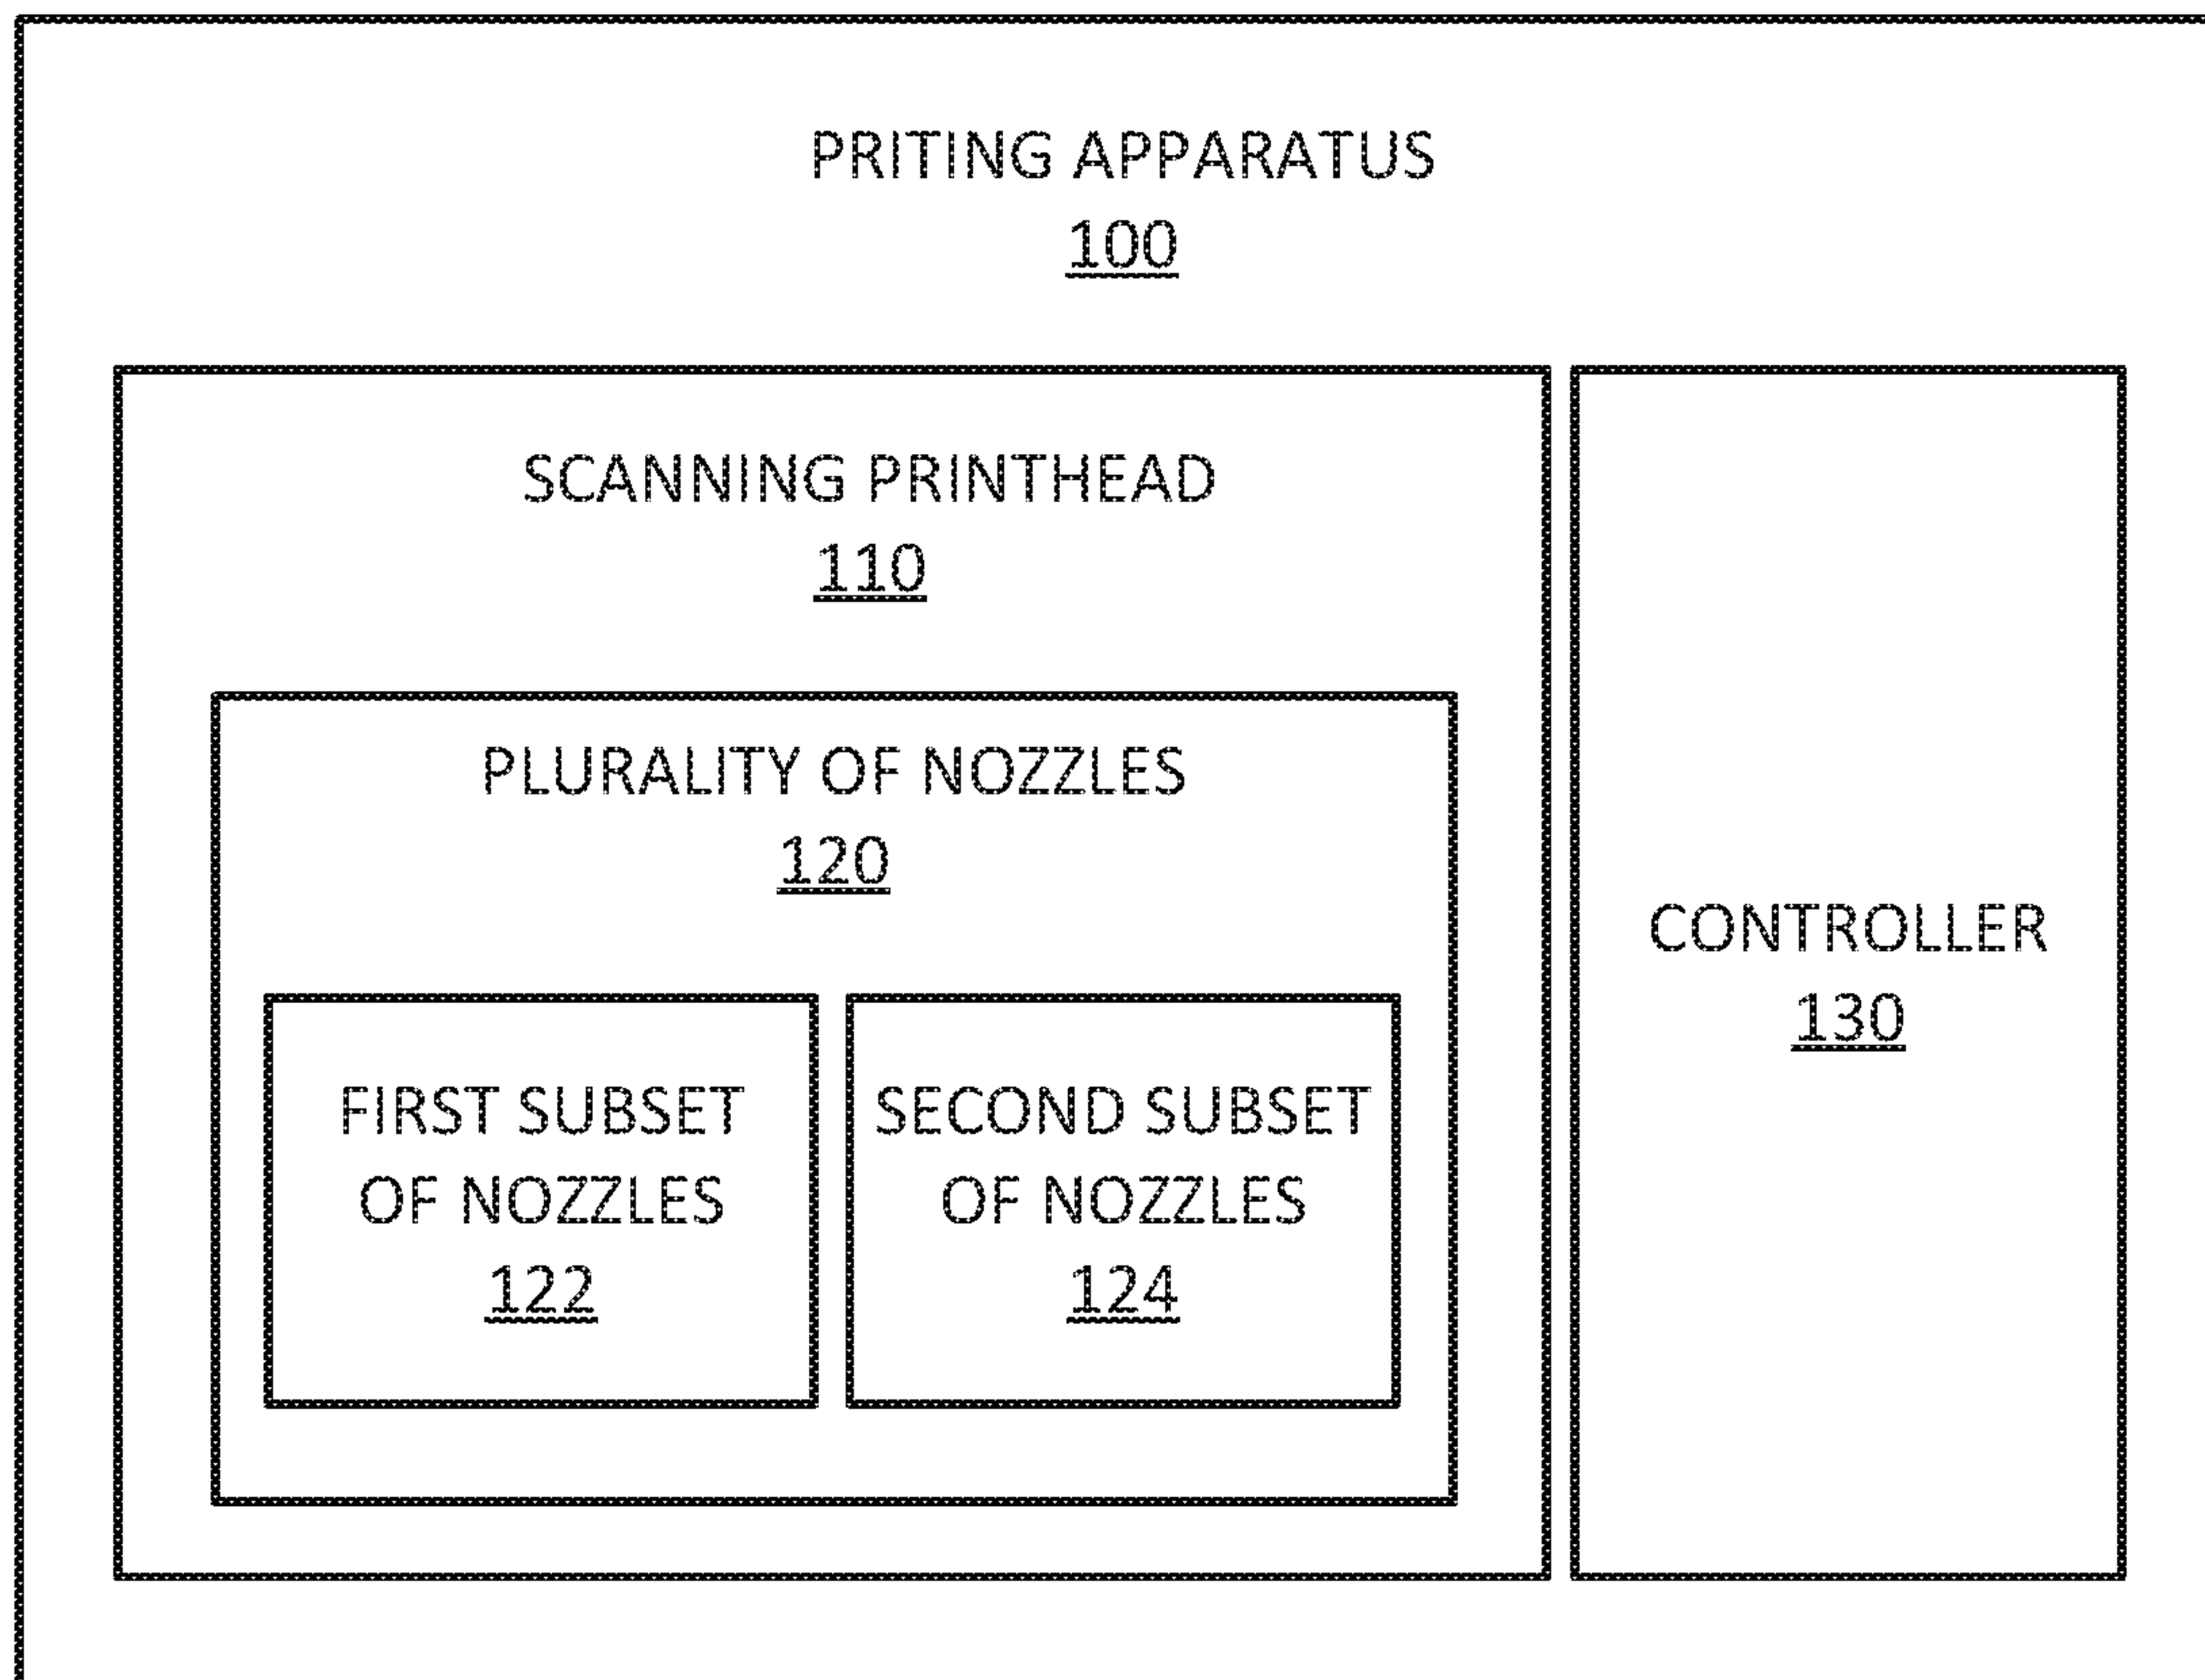 PRITING APPARATUS
100
SCANNING PRINTHEAD
110
PLURALITY OF NOZZLES
120
FIRST SUBSET
OF NOZZLES
122
SECOND SUBSET
OF NOZZLES
124
CONTROLLER
130